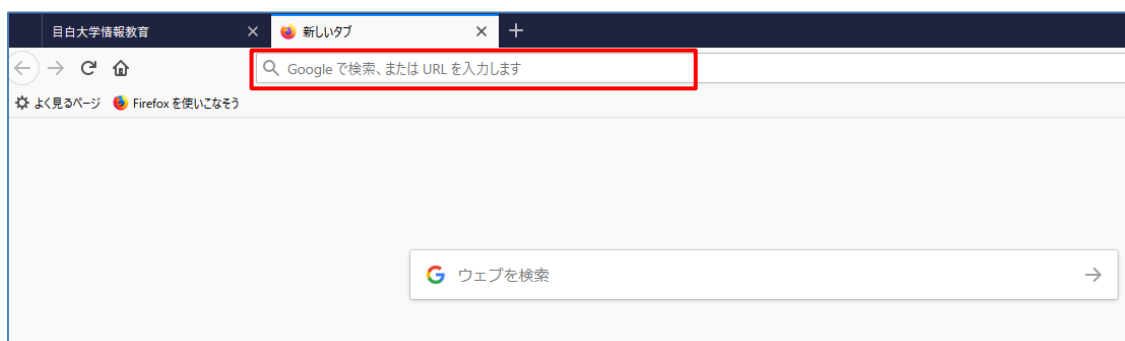 目白大学情報教育
新しいタブ
Google で検索、または URL を入力します
よく見るページ Firefox を使いこなそう
ウェブを検索